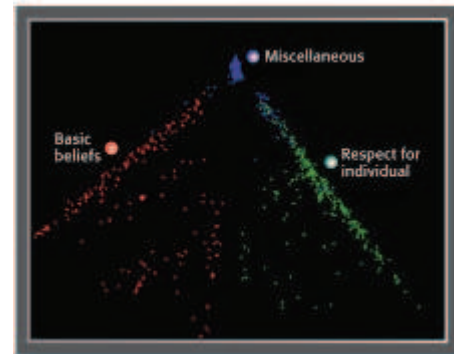 Miscellaneous
Basic
beliefs
Respect for
individual